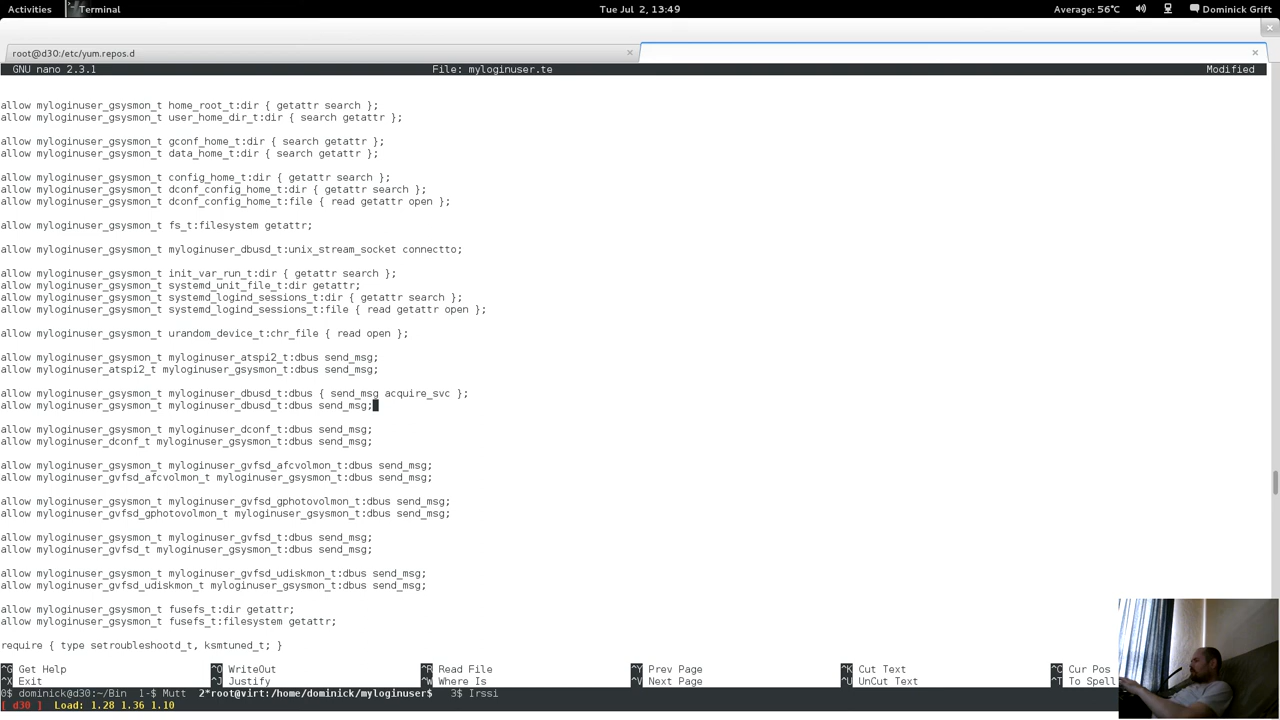 Activities Terminal Tue Jul 2, 13:49 Average: 56°C Dominick Grift
root@d30:/etc/yum.repos.d
GNU nano 2.3.1 File: myloginuser.te Modified
allow myloginuser_gsysmon_t home_root_t:dir { getattr search };
allow myloginuser_gsysmon_t user_home_dir_t:dir { search getattr };
allow myloginuser_gsysmon_t gconf_home_t:dir { search getattr };
allow myloginuser_gsysmon_t data_home_t:dir { search getattr };
allow myloginuser_gsysmon_t config_home_t:dir { search getattr };
allow myloginuser_gsysmon_t dconf_config_home_t:dir { getattr search };
allow myloginuser_gsysmon_t dconf_config_home_t:file { read getattr open };
allow myloginuser_gsysmon_t fs_t:filesystem getattr;
allow myloginuser_gsysmon_t myloginuser_dbusd_t:unix_stream_socket connectto;
allow myloginuser_gsysmon_t init_var_run_t:dir { getattr search };
allow myloginuser_gsysmon_t systemd_unit_file_t:dir getattr;
allow myloginuser_gsysmon_t systemd_logind_sessions_t:dir { getattr search };
allow myloginuser_gsysmon_t systemd_logind_sessions_t:file { read getattr open };
allow myloginuser_gsysmon_t urandom_device_t:chr_file { read open };
allow myloginuser_gsysmon_t myloginuser_atspi2_t:dbus send_msg;
allow myloginuser_atspi2_t myloginuser_gsysmon_t:dbus send_msg;
allow myloginuser_gsysmon_t myloginuser_dbusd_t:dbus { send_msg acquire_svc };
allow myloginuser_gsysmon_t myloginuser_dbusd_t:dbus send_msg;
allow myloginuser_gsysmon_t myloginuser_dconf_t:dbus send_msg;
allow myloginuser_dconf_t myloginuser_gsysmon_t:dbus send_msg;
allow myloginuser_gsysmon_t myloginuser_gvfsd_afcvolmon_t:dbus send_msg;
allow myloginuser_gvfsd_afcvolmon_t myloginuser_gsysmon_t:dbus send_msg;
allow myloginuser_gsysmon_t myloginuser_gvfsd_gphotovolmon_t:dbus send_msg;
allow myloginuser_gvfsd_gphotovolmon_t myloginuser_gsysmon_t:dbus send_msg;
allow myloginuser_gsysmon_t myloginuser_gvfsd_t:dbus send_msg;
allow myloginuser_gvfsd_t myloginuser_gsysmon_t:dbus send_msg;
allow myloginuser_gsysmon_t myloginuser_gvfsd_udiskmon_t:dbus send_msg;
allow myloginuser_gvfsd_udiskmon_t myloginuser_gsysmon_t:dbus send_msg;
allow myloginuser_gsysmon_t fusefs_t:dir getattr;
allow myloginuser_gsysmon_t fusefs_t:filesystem getattr;
require { type setroubleshootd_t, ksmtuned_t; }
^G Get Help ^O WriteOut ^R Read File ^Y Prev Page ^K Cut Text ^C Cur Pos
^X Exit ^J Justify ^W Where Is ^V Next Page ^U UnCut Text ^T To Spell
0$ dominick@d30:~/Bin 1-$ Mutt 2*root@virt:/home/dominick/myloginuser$ 3$ Irssi
[ d30 ] Load: 1.28 1.36 1.10